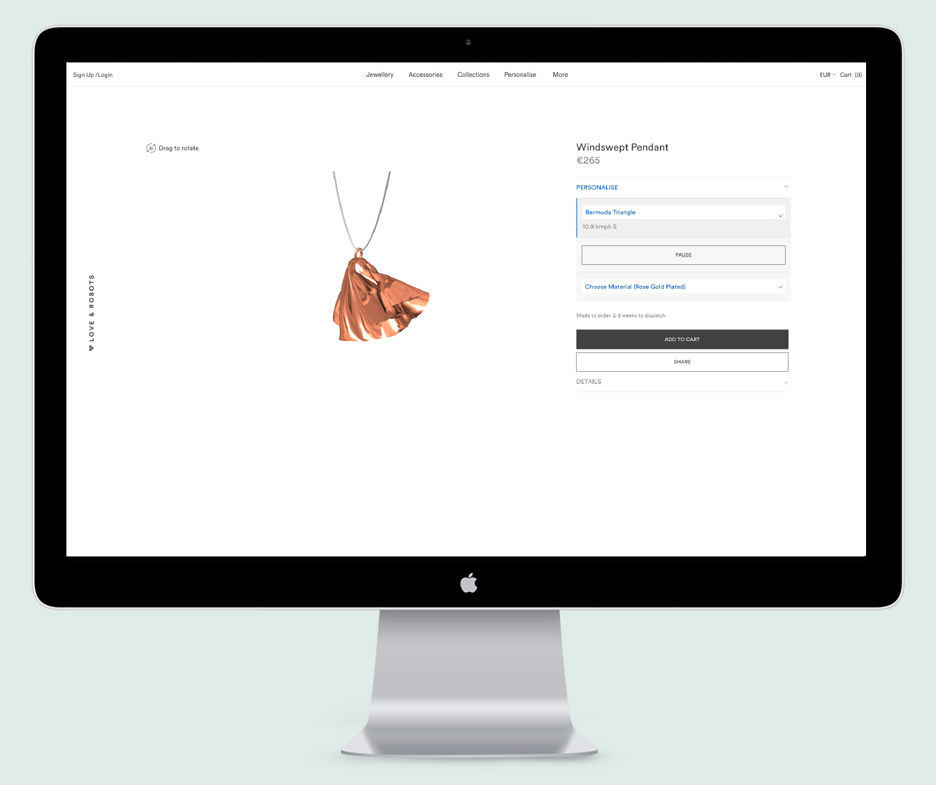 Sign Up /Login
Jewellery Accessories Collections Personalise More
EUR Cart (0)
Drag to rotate
LOVE & ROBOTS
Windswept Pendant
€265
PERSONALISE
Bermuda Triangle
10.9 kmph S
PAUSE
Choose Material (Rose Gold Plated)
Made to order 2-3 weeks to dispatch.
ADD TO CART
SHARE
DETAILS